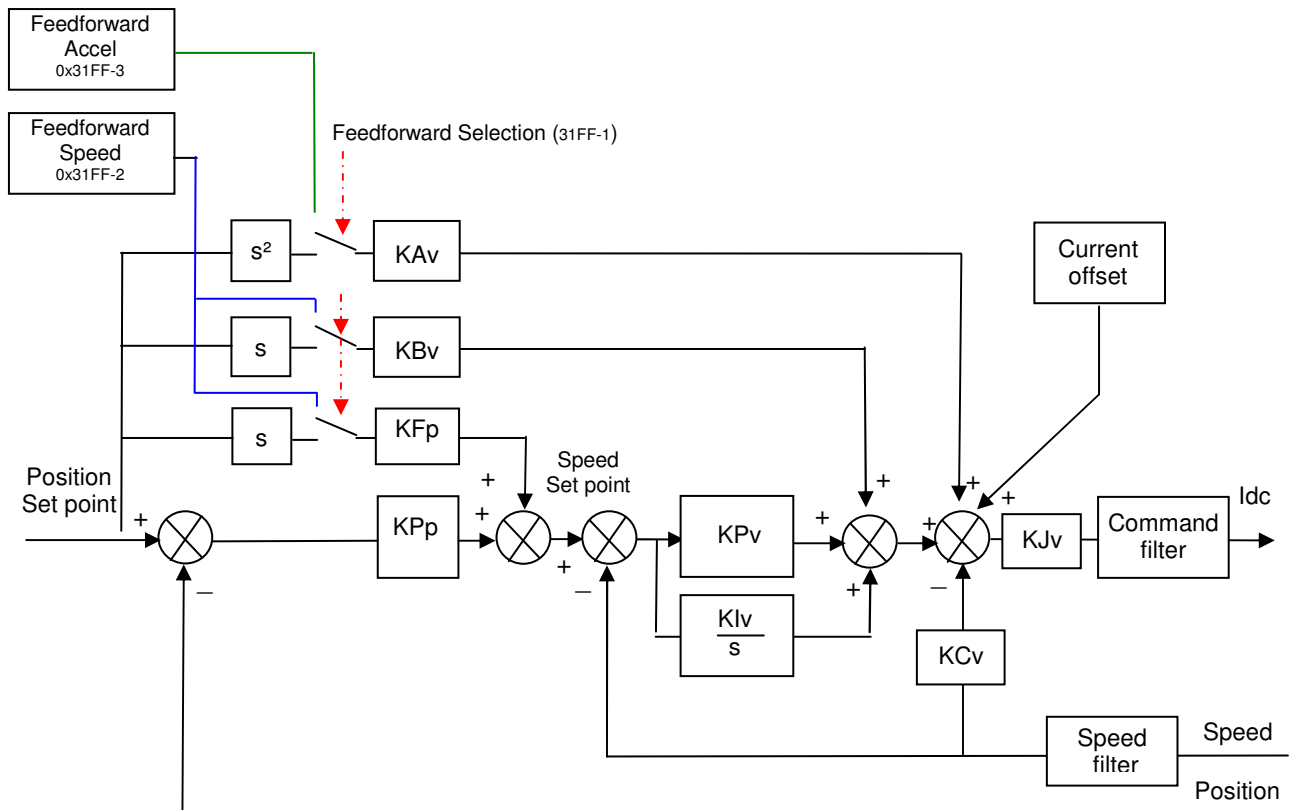 Feedforward
Accel
0x31FF-3
Feedforward
Speed
0x31FF-2
Feedforward Selection (31FF-1)
s²
KAv
Current
offset
s
KBv
s
KFp
Position
Set point
Speed
Set point
+
+
+
+
+
KPp
+
+
KPv
+
+
KJv
Command
filter
Idc
+
–
–
+
–
KIv
s
KCv
Speed
filter
Speed
Position